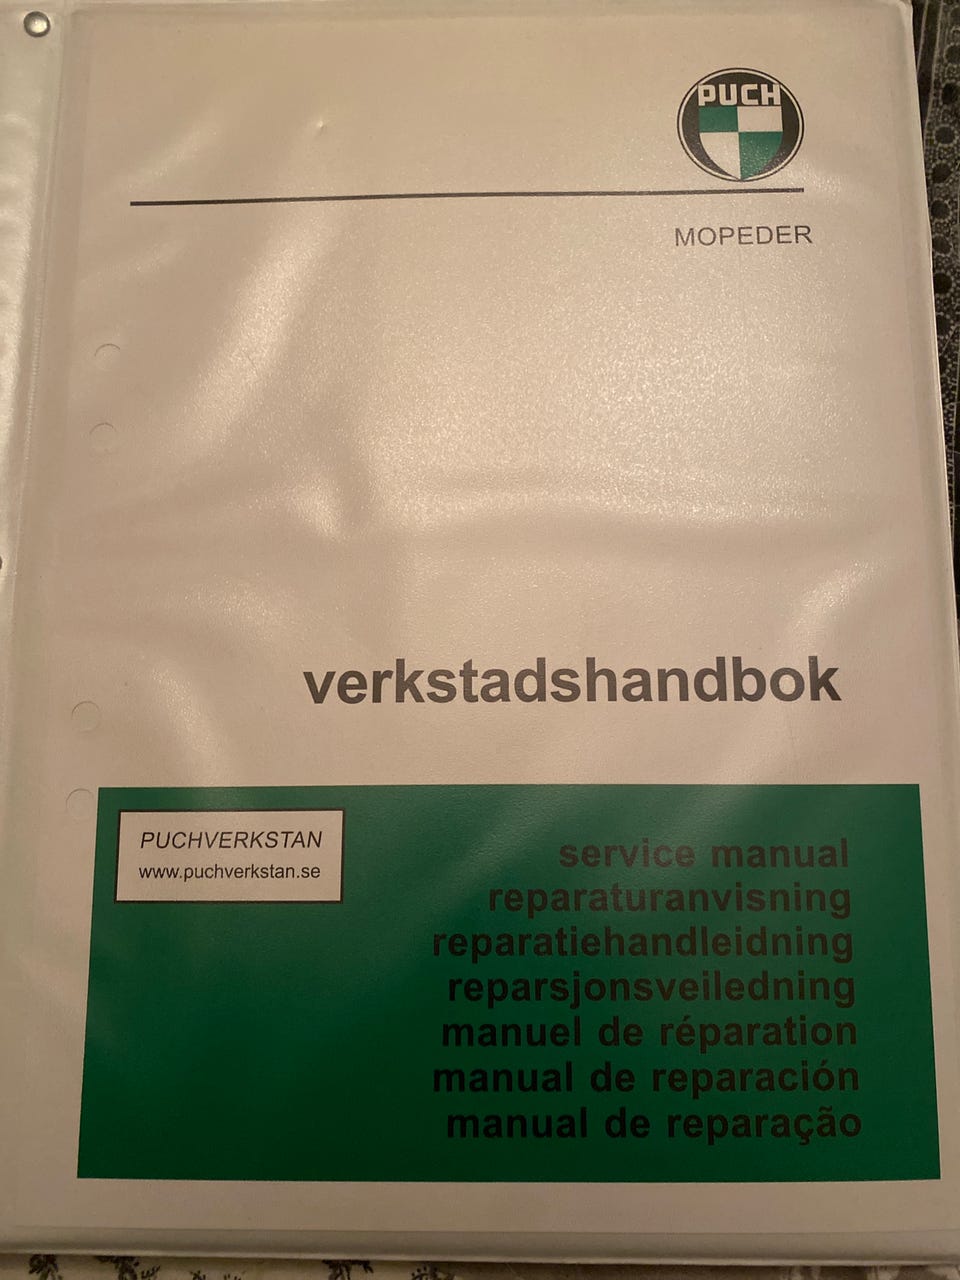 PUCH
MOPEDER
verkstadshandbok
PUCHVERKSTAN
www.puchverkstan.se
service manual
reparaturanvisning
reparatiehandleidning
reparsjonsveiledning
manuel de réparation
manual de reparación
manual de reparação